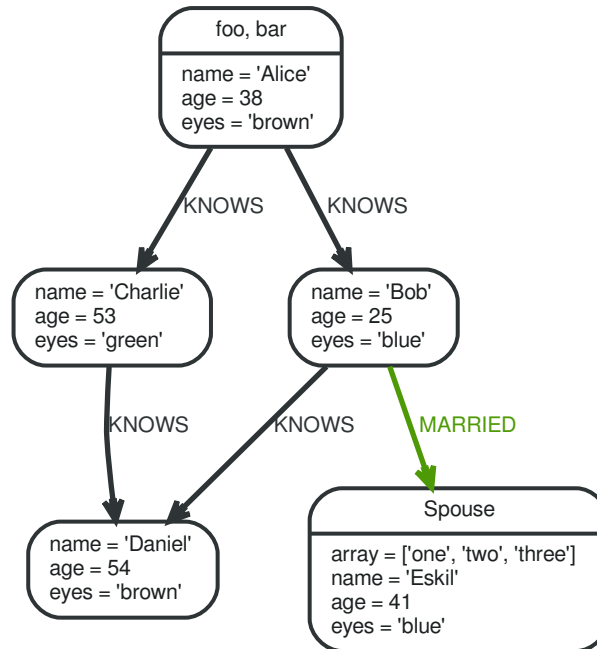 foo, bar
name = 'Alice'
age = 38
eyes = 'brown'
KNOWS
KNOWS
name = 'Charlie'
age = 53
eyes = 'green'
name = 'Bob'
age = 25
eyes = 'blue'
KNOWS
KNOWS
MARRIED
name = 'Daniel'
age = 54
eyes = 'brown'
Spouse
array = ['one', 'two', 'three']
name = 'Eskil'
age = 41
eyes = 'blue'